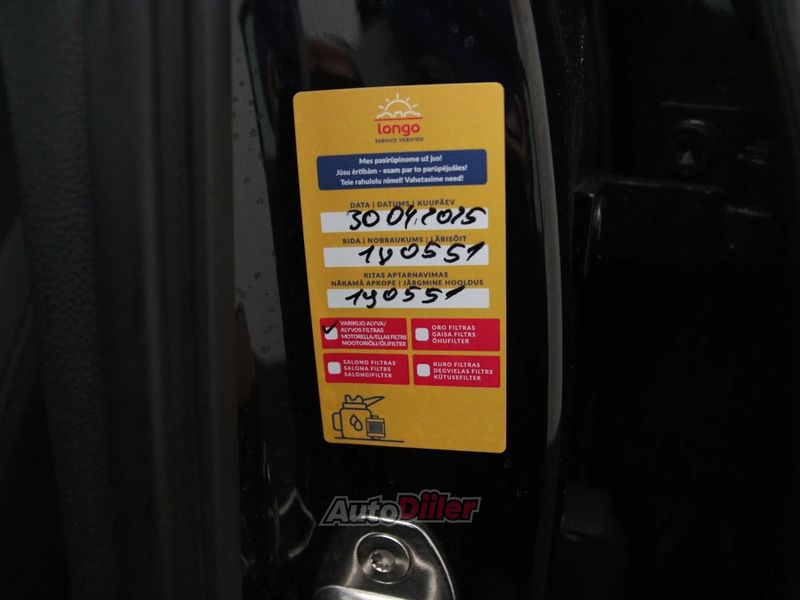 longo
SERVICE VERIFIED
Mes pasirūpinome už jus!
Jūsu ērtībām - esam par to parūpējušies!
Teie rahulolu nimel! Vahetasime need!
DATA | DATUMS | KUUPÄEV
30 04.2025
RIDA | NOBRAUKUMS | LÄBISÕIT
180551
KITAS APTARNAVIMAS
NĀKAMĀ APKOPE | JÄRGMINE HOOLDUS
190551
VARIKLIO ALYVA/
ALYVOS FILTRAS
MOTOREĻĻA/EĻĻAS FILTRS
MOOTORIÕLI/ÕLIFILTER
ORO FILTRAS
GAISA FILTRS
ÕHUFILTER
SALONO FILTRAS
SALONA FILTRS
SALONGIFILTER
KURO FILTRAS
DEGVIELAS FILTRS
KÜTUSEFILTER
AutoDiiler